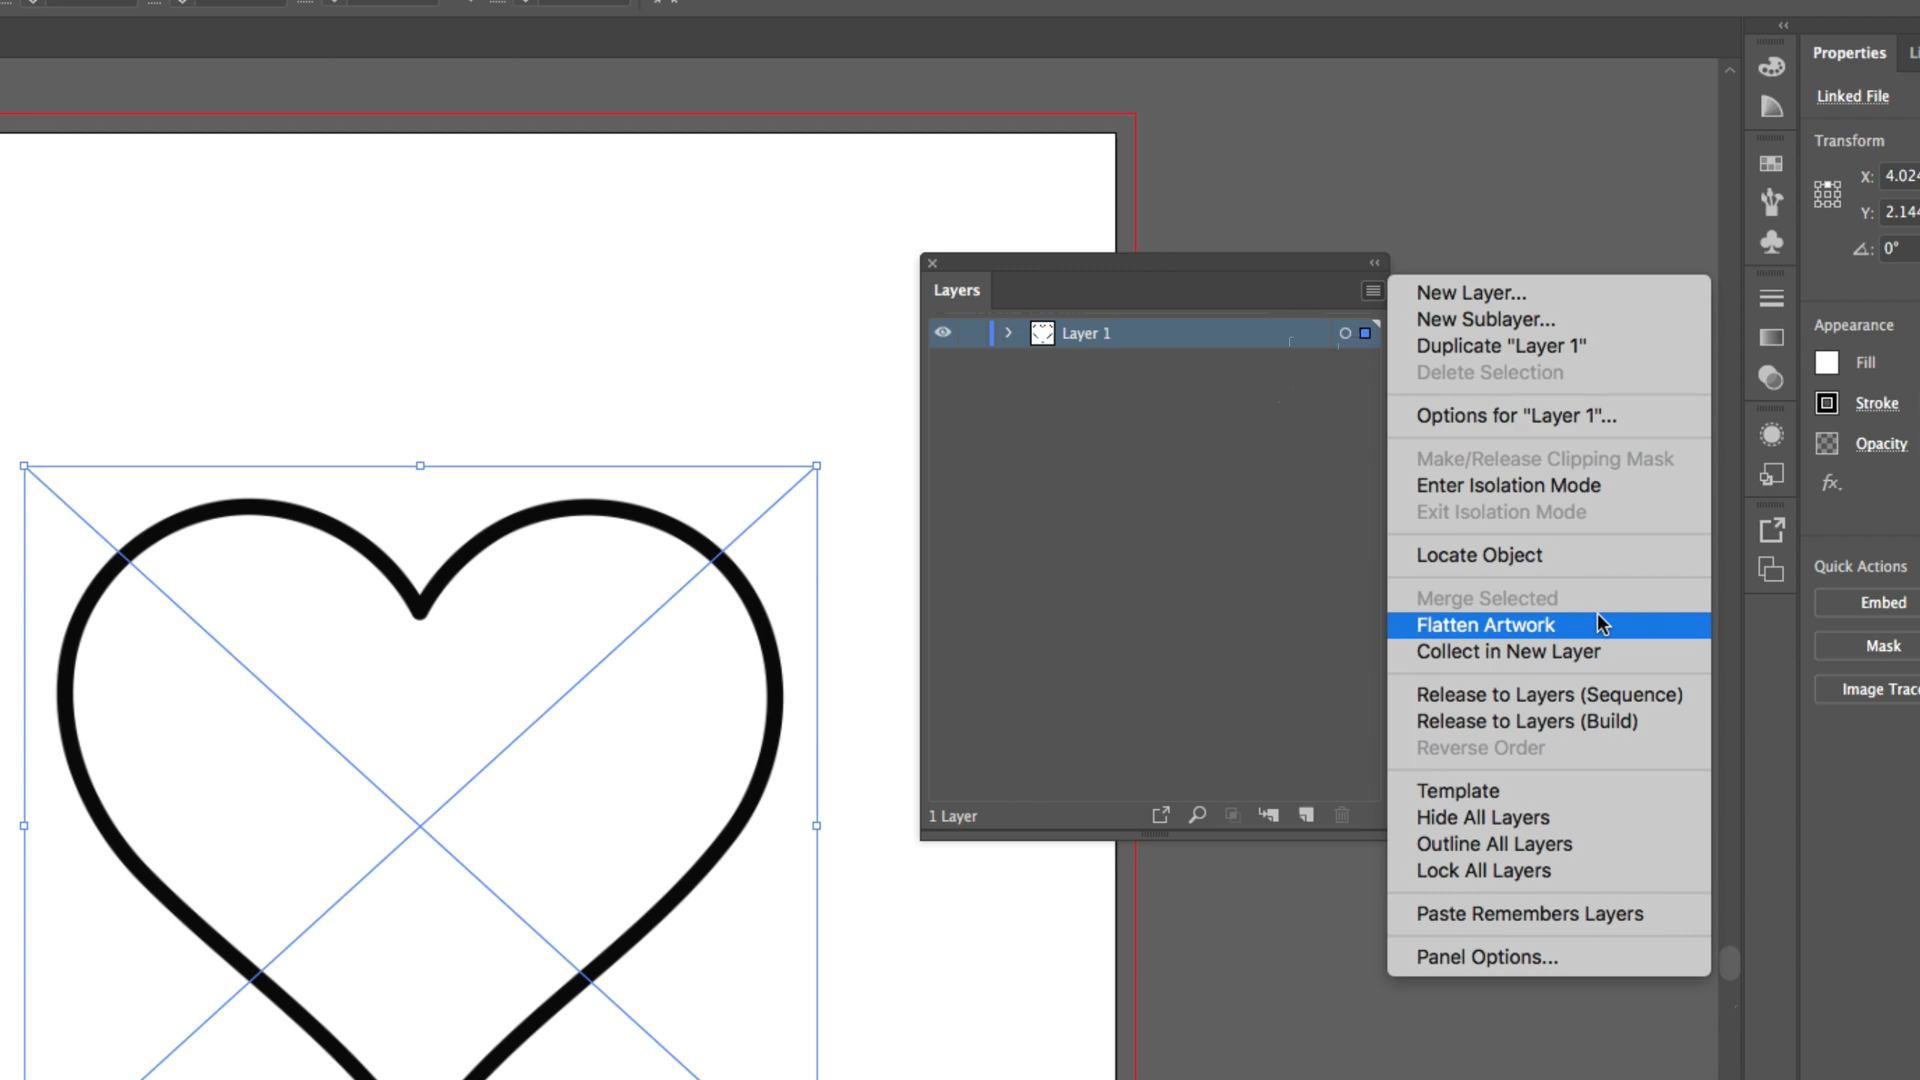 Properties
Linked File
Transform
X: 4.024
Y: 2.144
0°
Appearance
Fill
Stroke
Opacity
fx.
Quick Actions
Embed
Mask
Image Trace
Layers
Layer 1
1 Layer
New Layer...
New Sublayer...
Duplicate "Layer 1"
Delete Selection
Options for "Layer 1"...
Make/Release Clipping Mask
Enter Isolation Mode
Exit Isolation Mode
Locate Object
Merge Selected
Flatten Artwork
Collect in New Layer
Release to Layers (Sequence)
Release to Layers (Build)
Reverse Order
Template
Hide All Layers
Outline All Layers
Lock All Layers
Paste Remembers Layers
Panel Options...